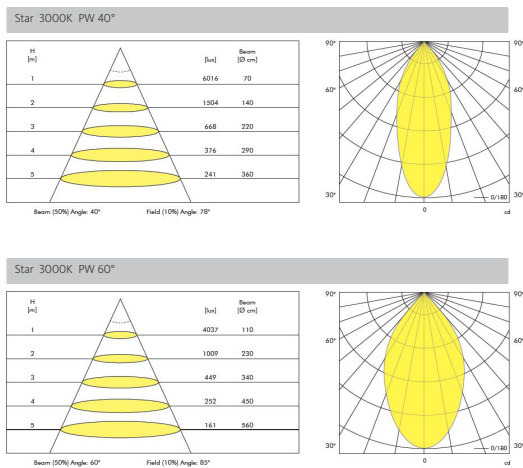 Star 3000K PW 40°
H
[m]
[lux]
Beam
[Ø cm]
1 6016 70
2 1504 140
3 668 220
4 376 290
5 241 360
Beam (50%) Angle: 40° Field (10%) Angle: 78°
90° 90°
60° 60°
30° 30°
0
0/180
cd
Star 3000K PW 60°
H
[m]
[lux]
Beam
[Ø cm]
1 4037 110
2 1009 230
3 449 340
4 252 450
5 161 560
Beam (50%) Angle: 60° Field (10%) Angle: 85°
90° 90°
60° 60°
30° 30°
0
0/180
cd